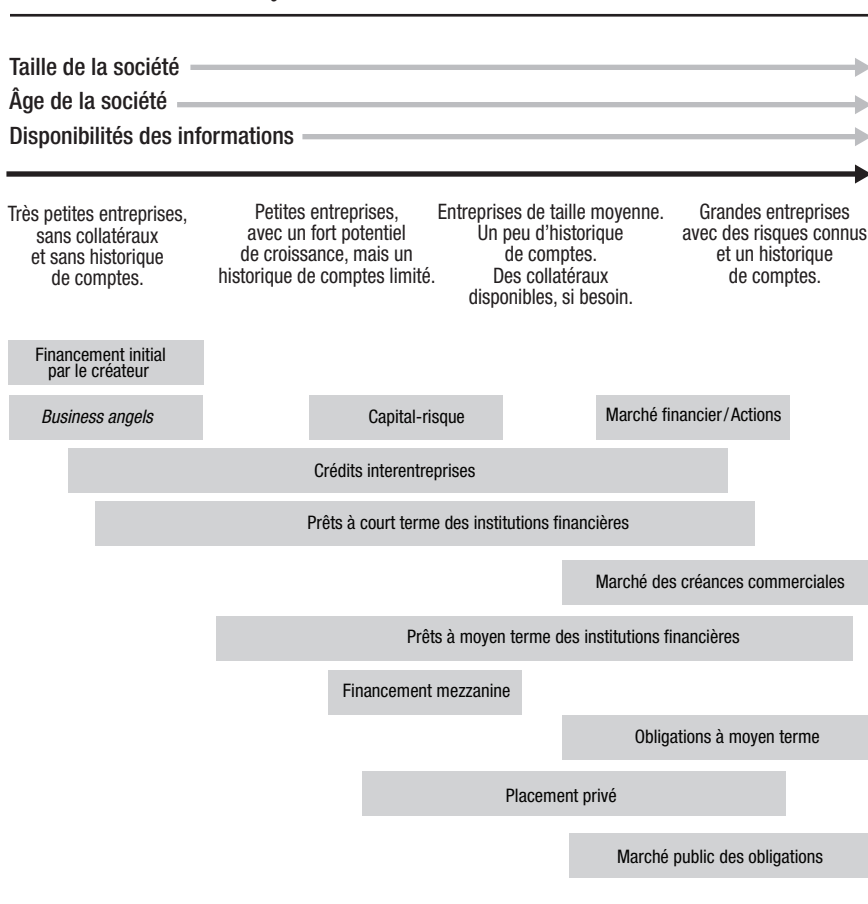 Taille de la société
Âge de la société
Disponibilités des informations
Très petites entreprises,
sans collatéraux
et sans historique
de comptes.
Petites entreprises,
avec un fort potentiel
de croissance, mais un
historique de comptes limité.
Entreprises de taille moyenne.
Un peu d'historique
de comptes.
Des collatéraux
disponibles, si besoin.
Grandes entreprises
avec des risques connus
et un historique
de comptes.
Financement initial
par le créateur
Business angels
Capital-risque
Marché financier/Actions
Crédits interentreprises
Prêts à court terme des institutions financières
Marché des créances commerciales
Prêts à moyen terme des institutions financières
Financement mezzanine
Obligations à moyen terme
Placement privé
Marché public des obligations